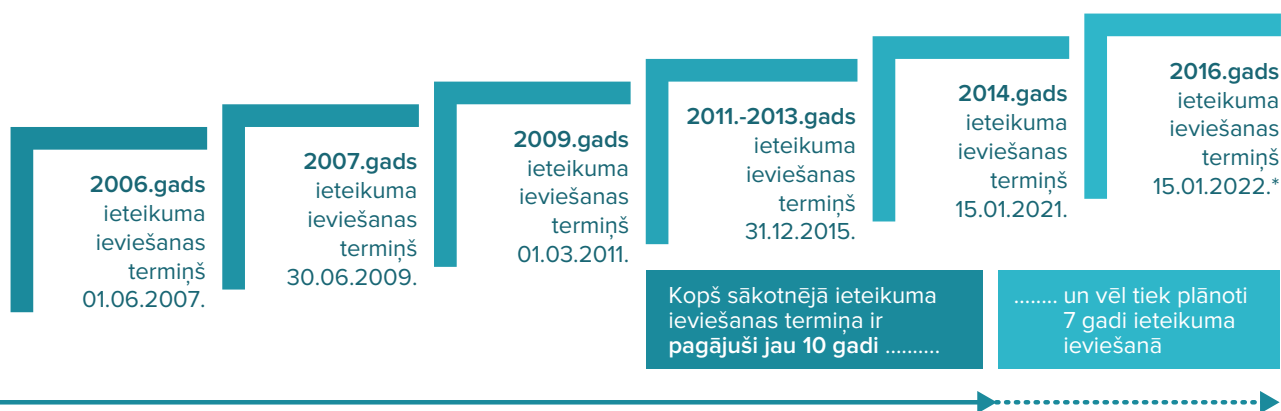 2006.gads
ieteikuma
ieviešanas
termiņš
01.06.2007.
2007.gads
ieteikuma
ieviešanas
termiņš
30.06.2009.
2009.gads
ieteikuma
ieviešanas
termiņš
01.03.2011.
2011.-2013.gads
ieteikuma
ieviešanas
termiņš
31.12.2015.
2014.gads
ieteikuma
ieviešanas
termiņš
15.01.2021.
2016.gads
ieteikuma
ieviešanas
termiņš
15.01.2022.*
Kopš sākotnējā ieteikuma
ieviešanas termiņa ir
pagājuši jau 10 gadi ..........
........ un vēl tiek plānoti
7 gadi ieteikuma
ieviešanā